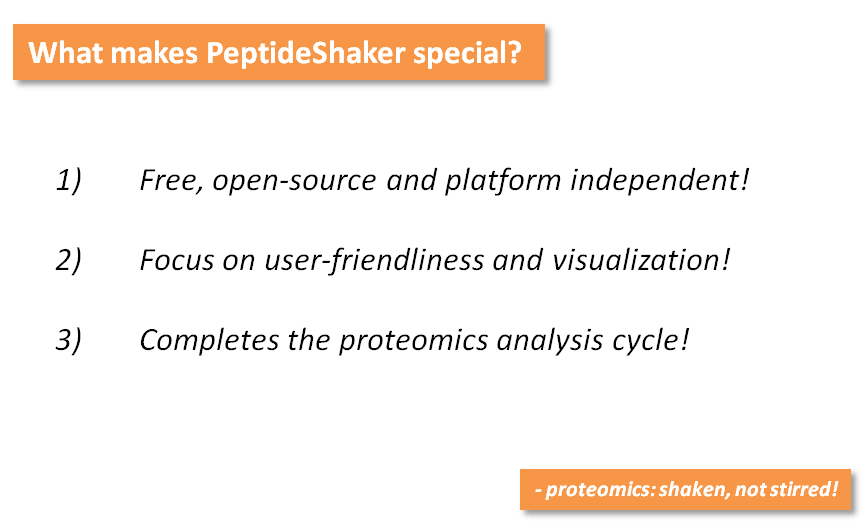 What makes PeptideShaker special?
1) Free, open-source and platform independent!
2) Focus on user-friendliness and visualization!
3) Completes the proteomics analysis cycle!
- proteomics: shaken, not stirred!